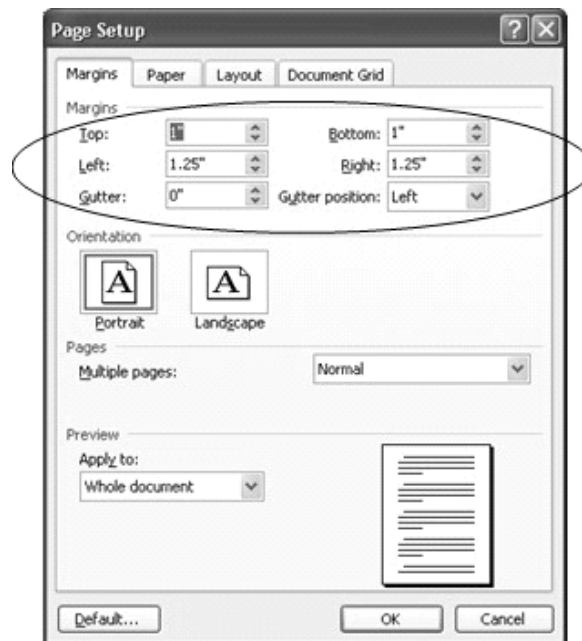 Page Setup
Margins Paper Layout Document Grid
Margins
Top: 1" Bottom: 1"
Left: 1.25" Right: 1.25"
Gutter: 0" Gutter position: Left
Orientation
A A
Portrait Landscape
Pages
Multiple pages: Normal
Preview
Apply to:
Whole document
Default... OK Cancel